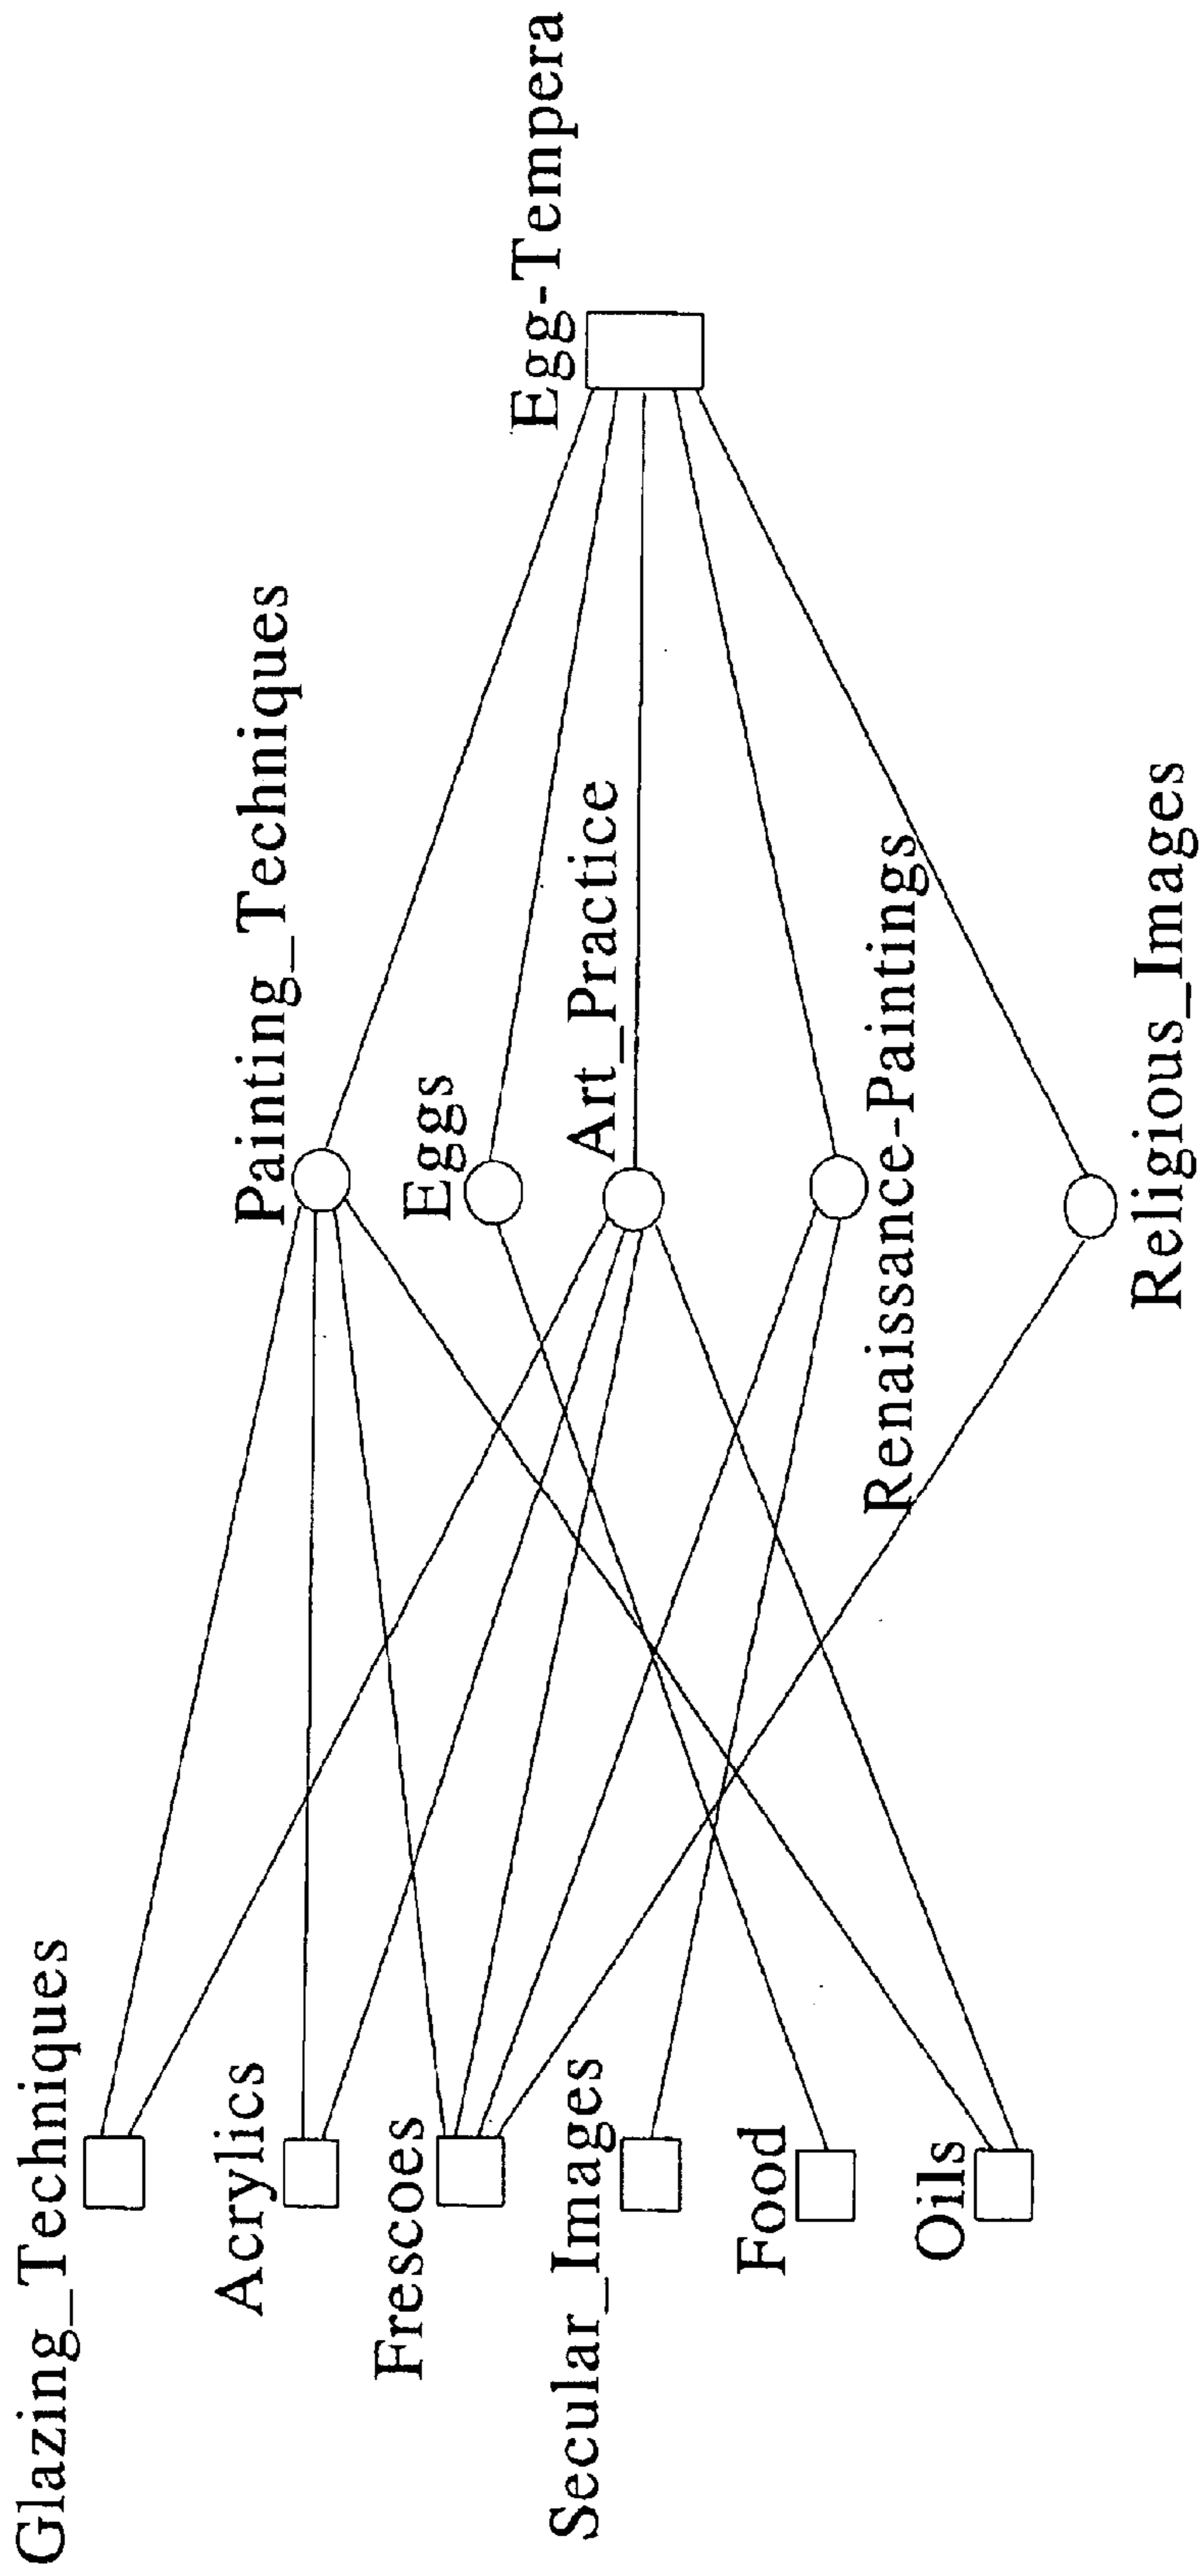 Glazing_Techniques
Acrylics
Frescoes
Secular_Images
Food
Oils
Painting_Techniques
Eggs
Art_Practice
Renaissance-Paintings
Religious_Images
Egg-Tempera